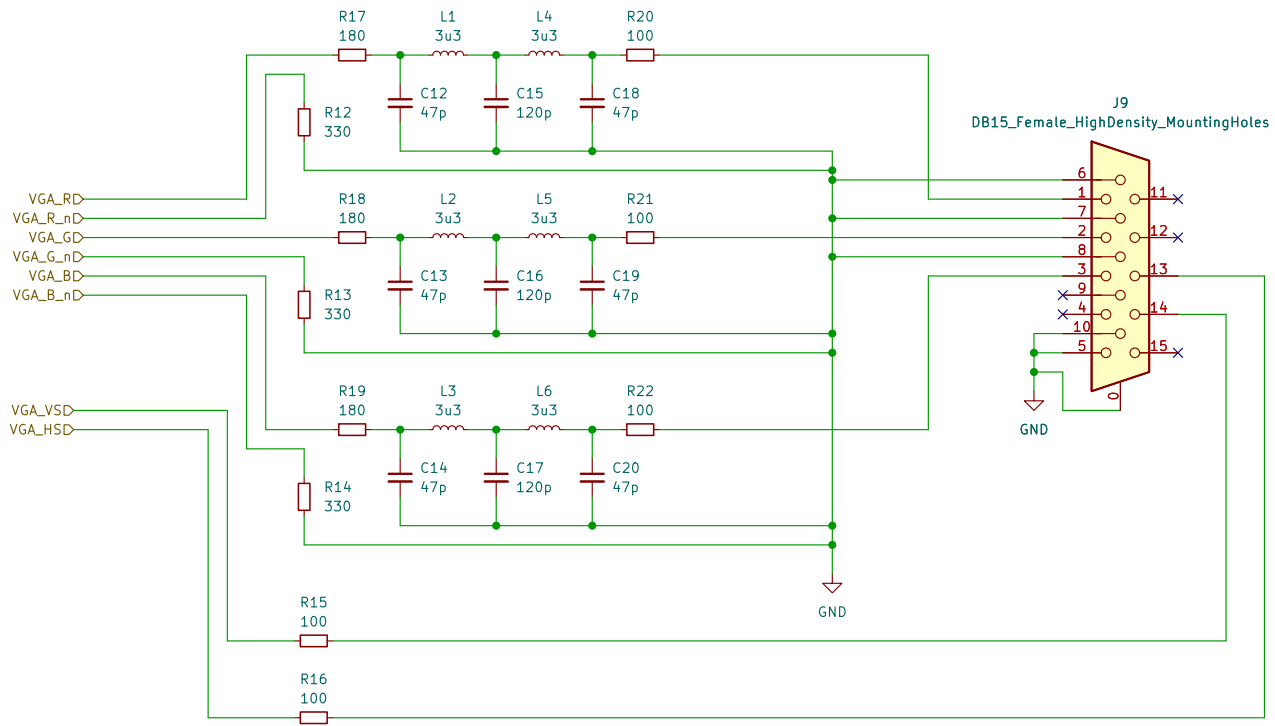 R17
180
L1
3u3
L4
3u3
R20
100
C12
47p
C15
120p
C18
47p
R12
330
J9
DB15_Female_HighDensity_MountingHoles
VGA_R
VGA_R_n
VGA_G
VGA_G_n
VGA_B
VGA_B_n
R18
180
L2
3u3
L5
3u3
R21
100
C13
47p
C16
120p
C19
47p
R13
330
6
1
7
2
8
3
9
4
10
5
11
12
13
14
15
0
GND
VGA_VS
VGA_HS
R19
180
L3
3u3
L6
3u3
R22
100
C14
47p
C17
120p
C20
47p
R14
330
GND
R15
100
R16
100